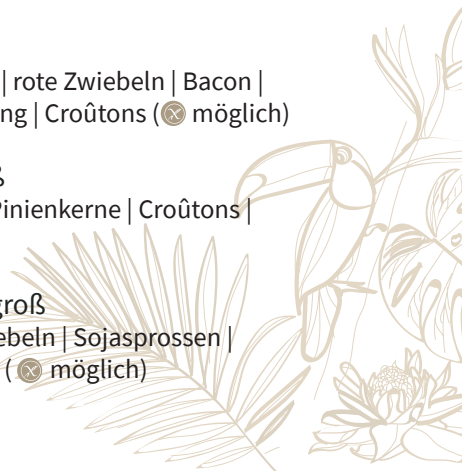 | rote Zwiebeln | Bacon |
ng | Croûtons ( möglich)
ß
Pinienkerne | Croûtons |
groß
ebeln | Sojasprossen |
( möglich)